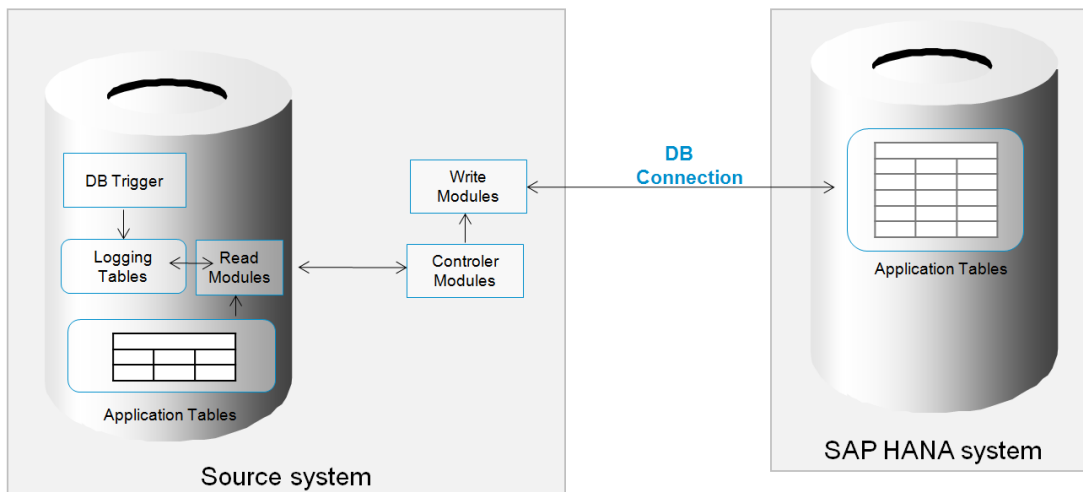 DB Trigger
Logging
Tables
Read
Modules
Application Tables
Write
Modules
Controler
Modules
Source system
DB
Connection
Application Tables
SAP HANA system